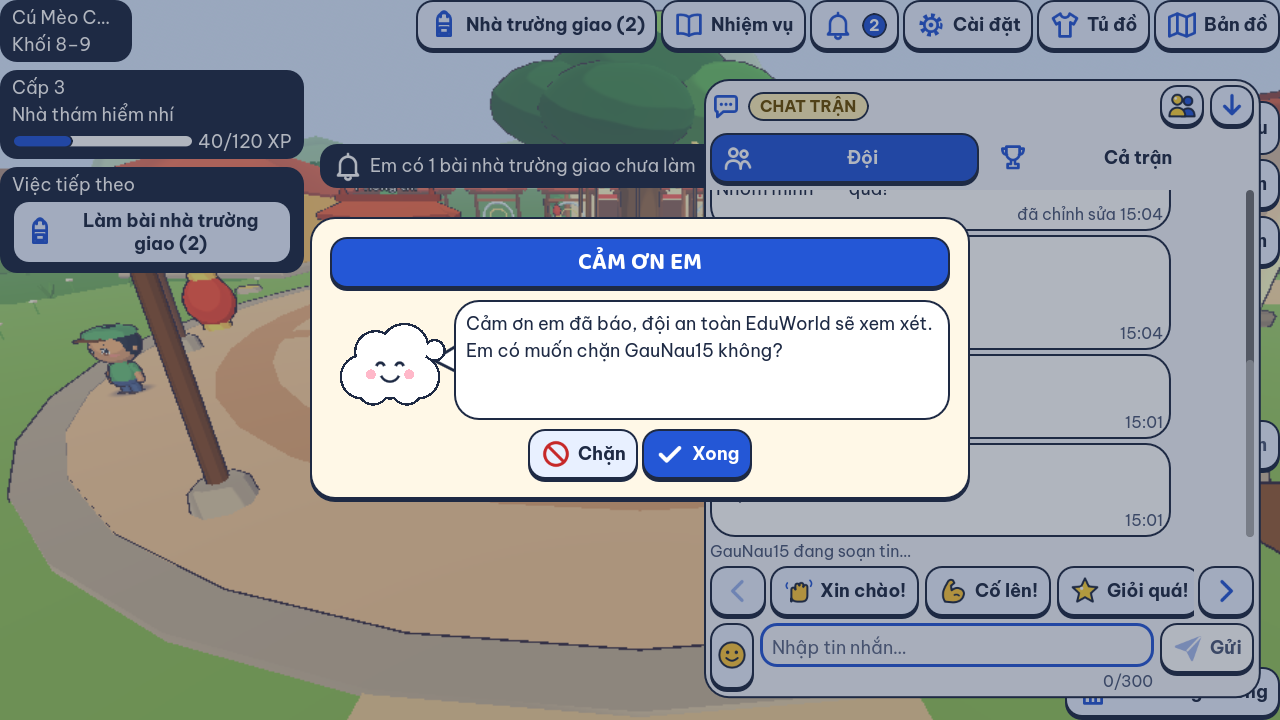 Cú Mèo C...
Khối 8–9
Nhà trường giao (2)
Nhiệm vụ
2
Cài đặt
Tủ đồ
Bản đồ
Cấp 3
Nhà thám hiểm nhí
40/120 XP
Việc tiếp theo
Làm bài nhà trường
giao (2)
Em có 1 bài nhà trường giao chưa làm
CHAT TRẬN
Đội
Cả trận
đã chỉnh sửa 15:04
15:04
15:01
15:01
CẢM ƠN EM
Cảm ơn em đã báo, đội an toàn EduWorld sẽ xem xét.
Em có muốn chặn GauNau15 không?
Chặn
Xong
GauNau15 đang soạn tin...
Xin chào!
Cố lên!
Giỏi quá!
Nhập tin nhắn...
Gửi
0/300